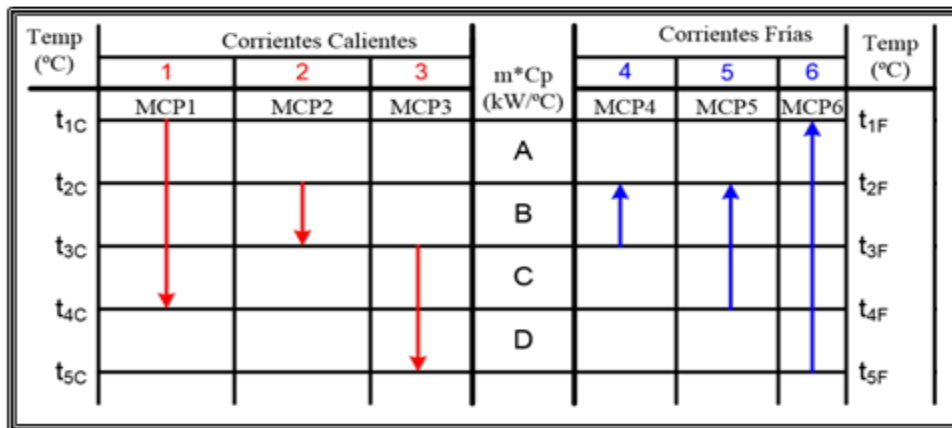 Temp Corrientes Calientes Corrientes Frías Temp
(ºC) (ºC)
1 2 3 m*Cp 4 5 6
MCP1 MCP2 MCP3 (kW/ºC) MCP4 MCP5 MCP6
t1C t1F
A
t2C t2F
B
t3C t3F
C
t4C t4F
D
t5C t5F